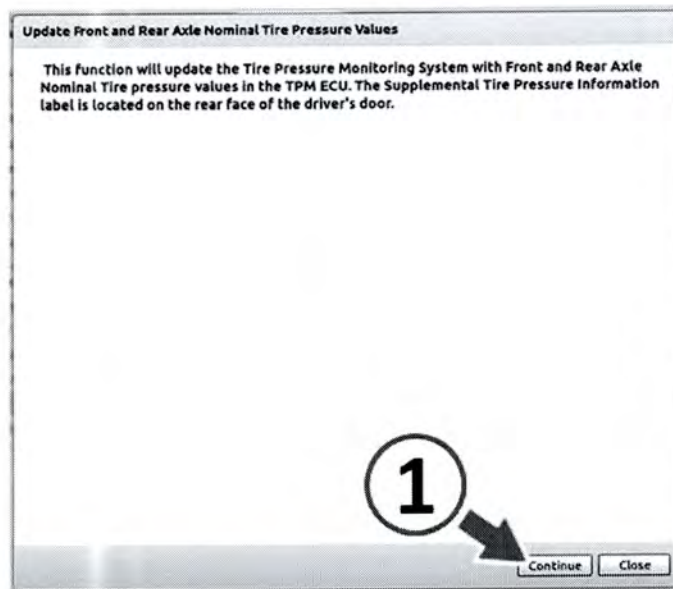 Update Front and Rear Axle Nominal Tire Pressure Values
This function will update the Tire Pressure Monitoring System with Front and Rear Axle
Nominal Tire pressure values in the TPM ECU. The Supplemental Tire Pressure Information
label is located on the rear face of the driver's door.
1
Continue Close